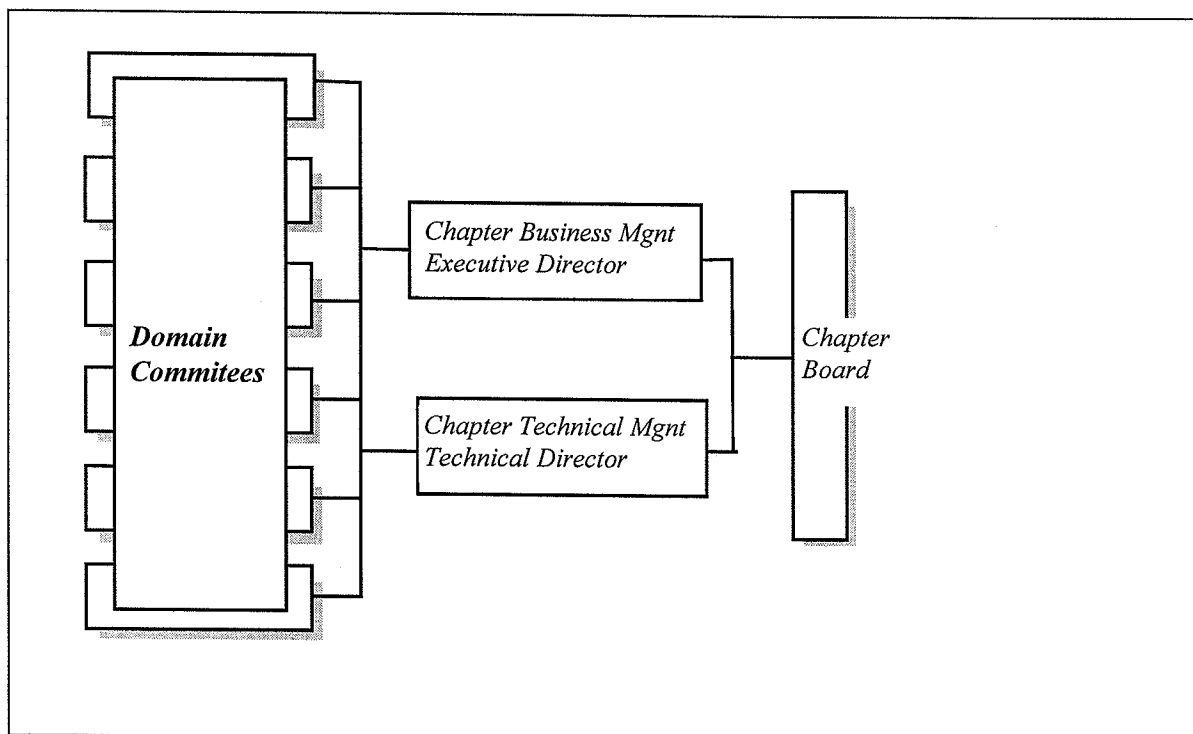 Chapter Business Mgnt
Executive Director
Domain
Commitees
Chapter
Board
Chapter Technical Mgnt
Technical Director